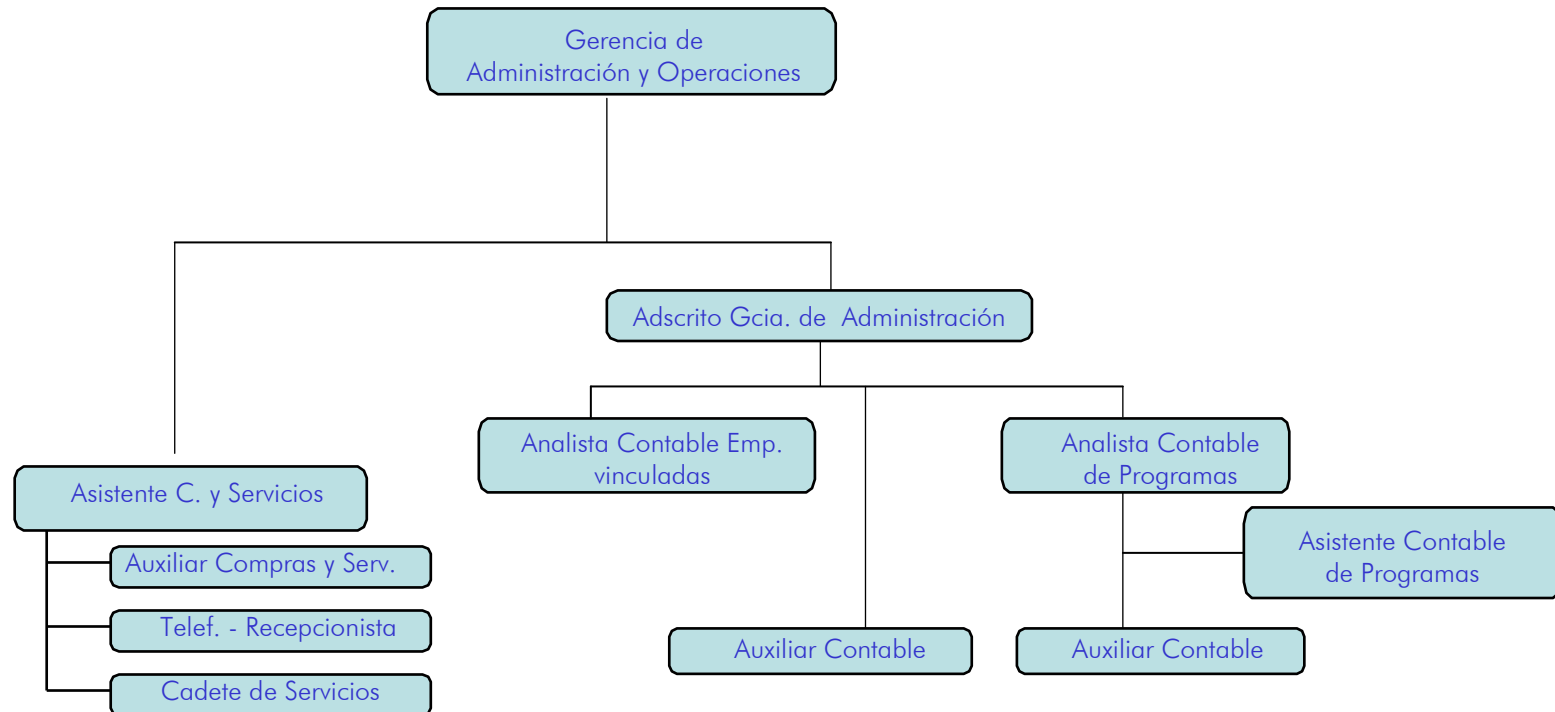 Gerencia de
Administración y Operaciones
Adscrito Gcia. de Administración
Analista Contable Emp.
vinculadas
Analista Contable
de Programas
Asistente C. y Servicios
Asistente Contable
de Programas
Auxiliar Compras y Serv.
Telef. - Recepcionista
Auxiliar Contable
Auxiliar Contable
Cadete de Servicios